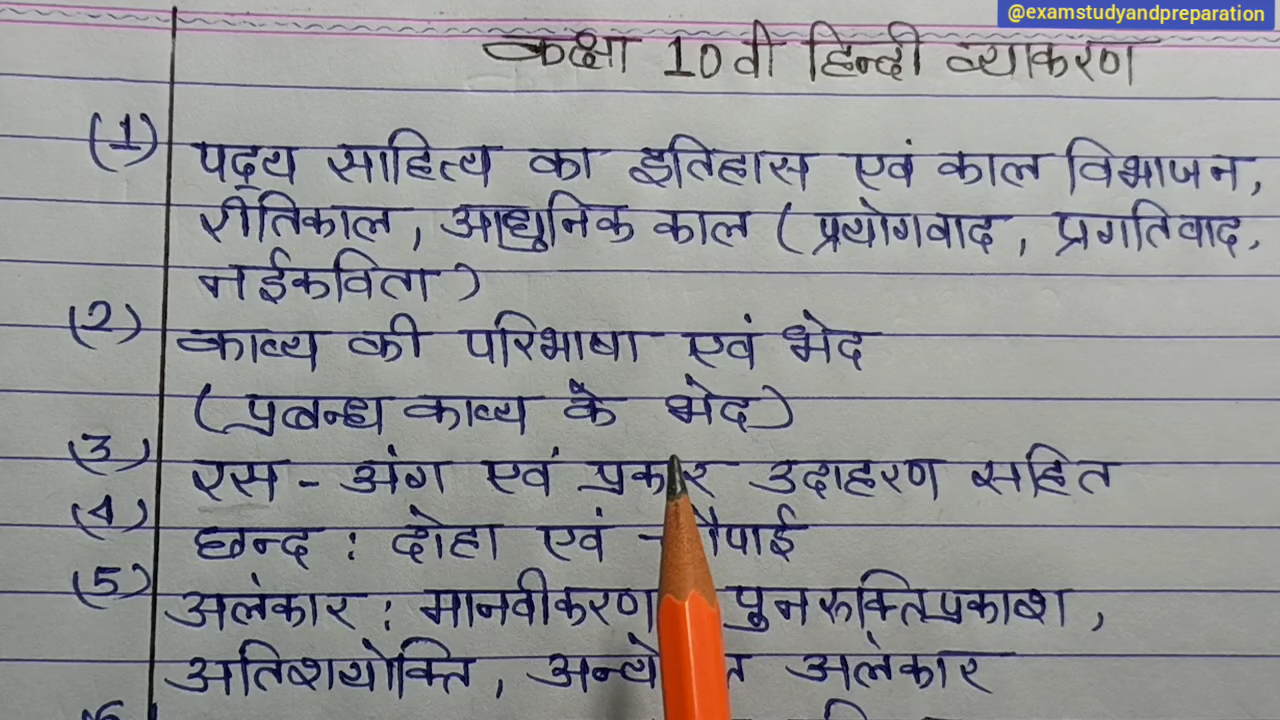 @examstudyandpreparation
कक्षा 10 वी हिन्दी व्याकरण
(1) पद्य साहित्य का इतिहास एवं काल विभाजन,
रीतिकाल, आधुनिक काल (प्रयोगवाद, प्रगतिवाद,
नईकविता)
(2) काव्य की परिभाषा एवं भेद
(प्रबन्ध काव्य के भेद)
(3) रस - अंग एवं प्रकार उदाहरण सहित
(4) छन्द : दोहा एवं
(5) अलंकार : मानवीकरण पुनरुक्तिप्रकाश,
अतिशयोक्ति, अलंकार